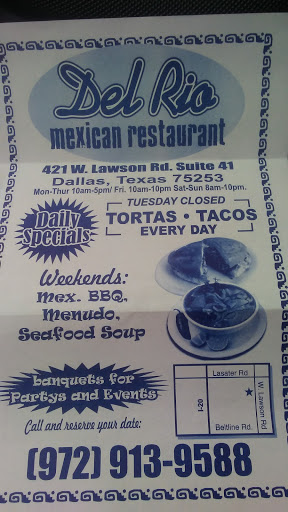 Del Rio
mexican restaurant
421 W. Lawson Rd. Suite 41
Dallas, Texas 75253
Mon-Thur 10am-5pm/ Fri. 10am-10pm Sat-Sun 8am-10pm.
Daily
Specials
TUESDAY CLOSED
TORTAS • TACOS
EVERY DAY
Weekends:
Mex. BBQ,
Menudo,
Seafood Soup
banquets for
Partys and Events
Call and reserve your date:
Lasater Rd
I-20
W. Lawson Rd
Beltline Rd.
(972) 913-9588